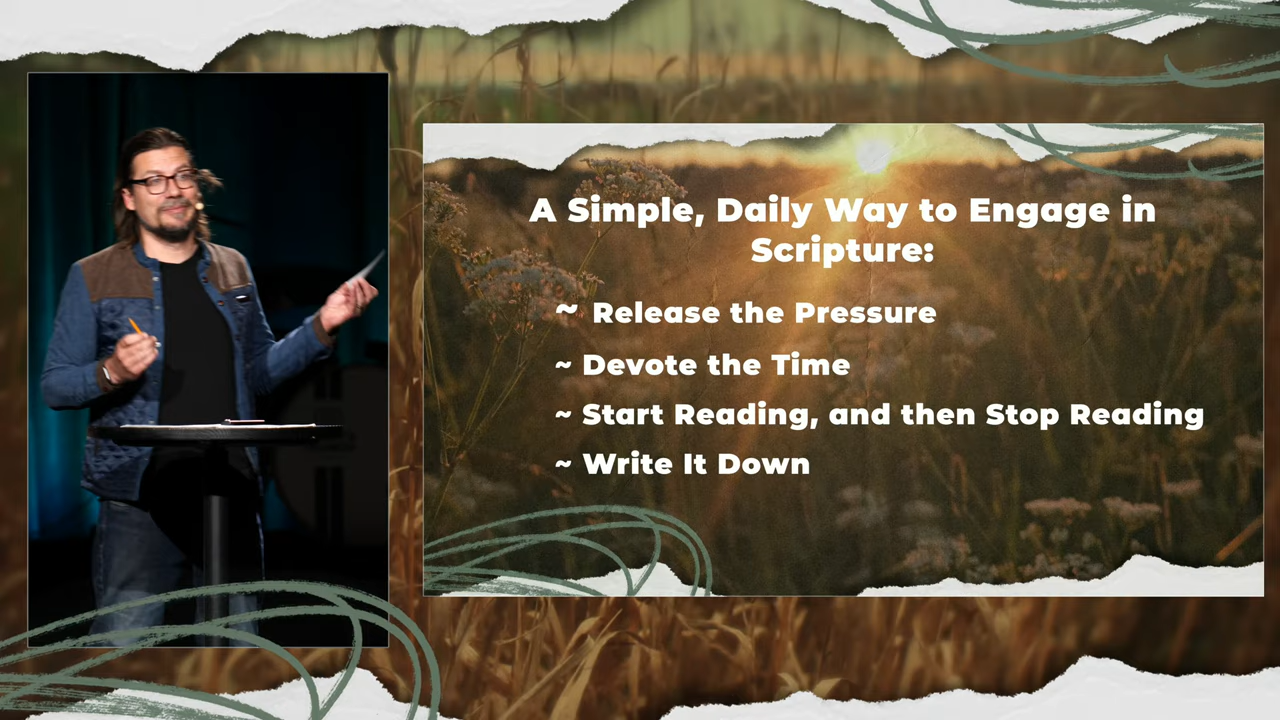 A Simple, Daily Way to Engage in
Scripture:
~ Release the Pressure
~ Devote the Time
~ Start Reading, and then Stop Reading
~ Write It Down